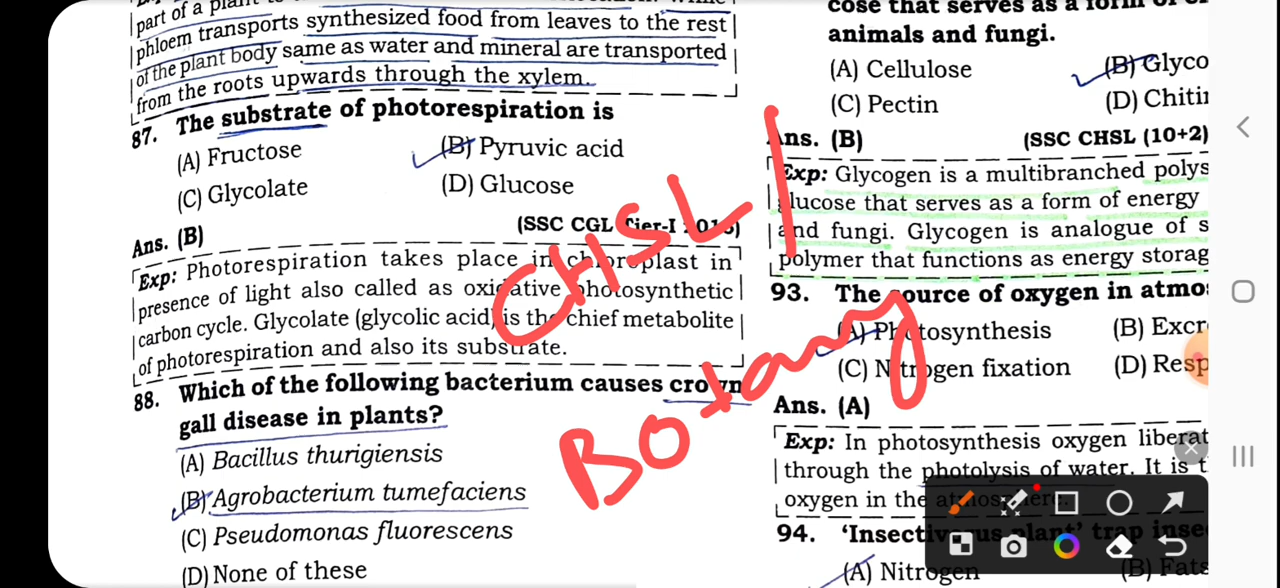 part of a plant
phloem transports synthesized food from leaves to the rest
of the plant body same as water and mineral are transported
from the roots upwards through the xylem.
87. The substrate of photorespiration is
(A) Fructose
(B) Pyruvic acid
(C) Glycolate
(D) Glucose
(SSC CGL Tier-I
Ans. (B)
Exp: Photorespiration takes place in chloroplast in
presence of light also called as oxidative photosynthetic
carbon cycle. Glycolate (glycolic acid) is the chief metabolite
of photorespiration and also its substrate.
88. Which of the following bacterium causes crown
gall disease in plants?
(A) Bacillus thurigiensis
(B) Agrobacterium tumefaciens
(C) Pseudomonas fluorescens
(D) None of these
cose that serves as a form of
animals and fungi.
(A) Cellulose
(B) Glyco
(C) Pectin
(D) Chitin
Ans. (B)
(SSC CHSL (10+2)
Exp: Glycogen is a multibranched polys
glucose that serves as a form of energy
and fungi. Glycogen is analogue of s
polymer that functions as energy storag
93. The source of oxygen in atmo
(A) Photosynthesis
(B) Excr
(C) Nitrogen fixation
(D) Resp
Ans. (A)
Exp: In photosynthesis oxygen liberat
through the photolysis of water. It is t
oxygen in the atmosphere.
94. 'Insectivorous plant' trap inse
(A) Nitrogen
(B) Fats
CHSL/
Botany